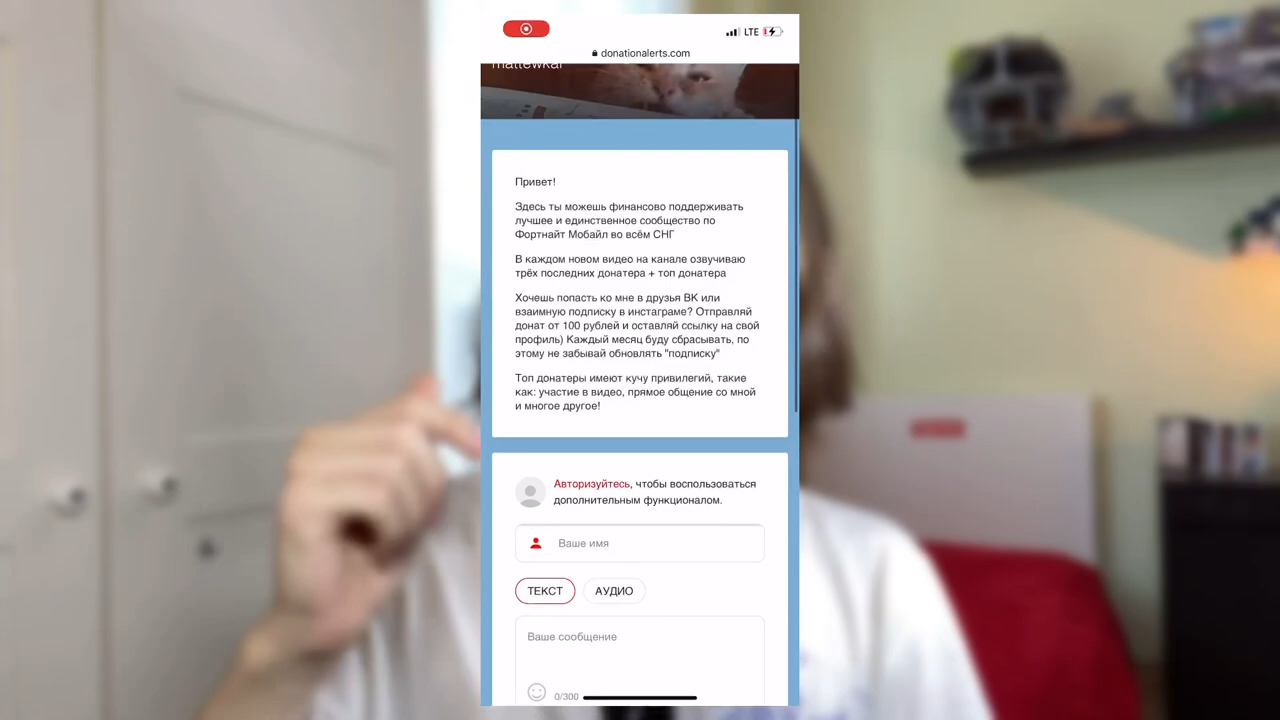 LTE
donationalerts.com
mattewkar
Привет!
Здесь ты можешь финансово поддерживать
лучшее и единственное сообщество по
Фортнайт Мобайл во всём СНГ
В каждом новом видео на канале озвучиваю
трёх последних донатера + топ донатера
Хочешь попасть ко мне в друзья ВК или
взаимную подписку в инстаграме? Отправляй
донат от 100 рублей и оставляй ссылку на свой
профиль) Каждый месяц буду сбрасывать, по
этому не забывай обновлять "подписку"
Топ донатеры имеют кучу привилегий, такие
как: участие в видео, прямое общение со мной
и многое другое!
Авторизуйтесь, чтобы воспользоваться
дополнительным функционалом.
Ваше имя
ТЕКСТ АУДИО
Ваше сообщение
0/300